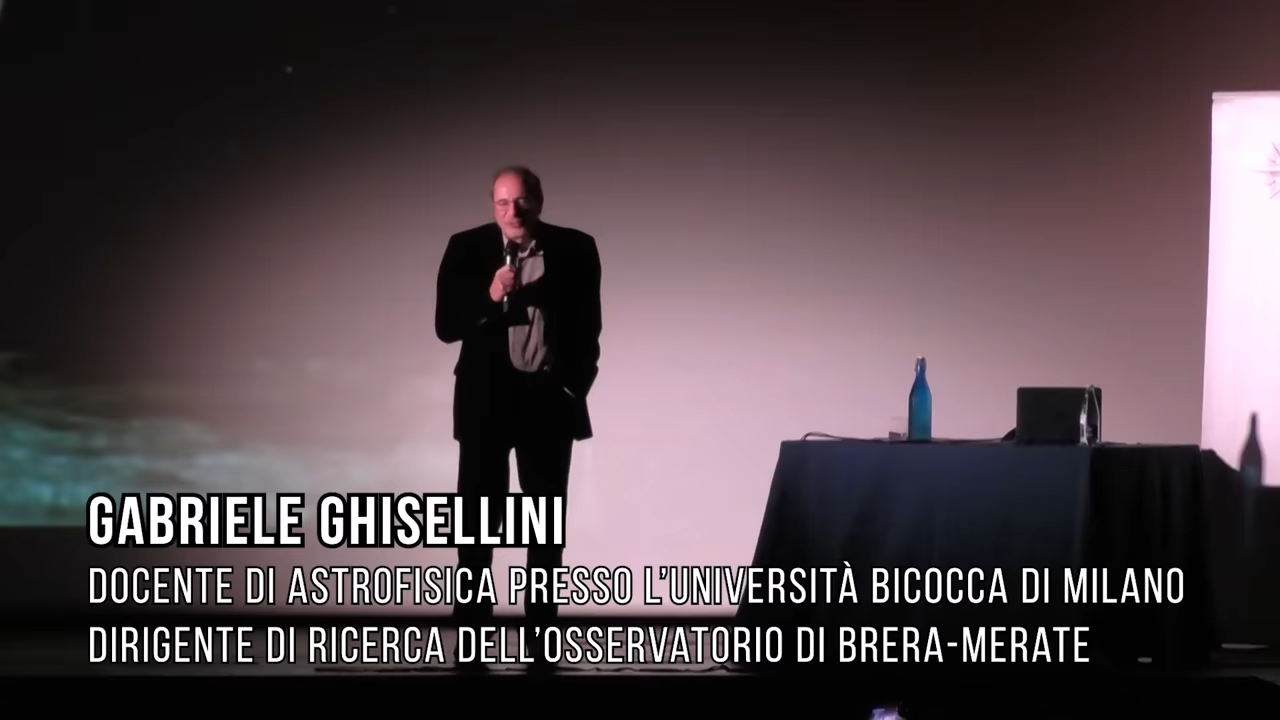 GABRIELE GHISELLINI
DOCENTE DI ASTROFISICA PRESSO L'UNIVERSITÀ BICOCCA DI MILANO
DIRIGENTE DI RICERCA DELL'OSSERVATORIO DI BRERA-MERATE